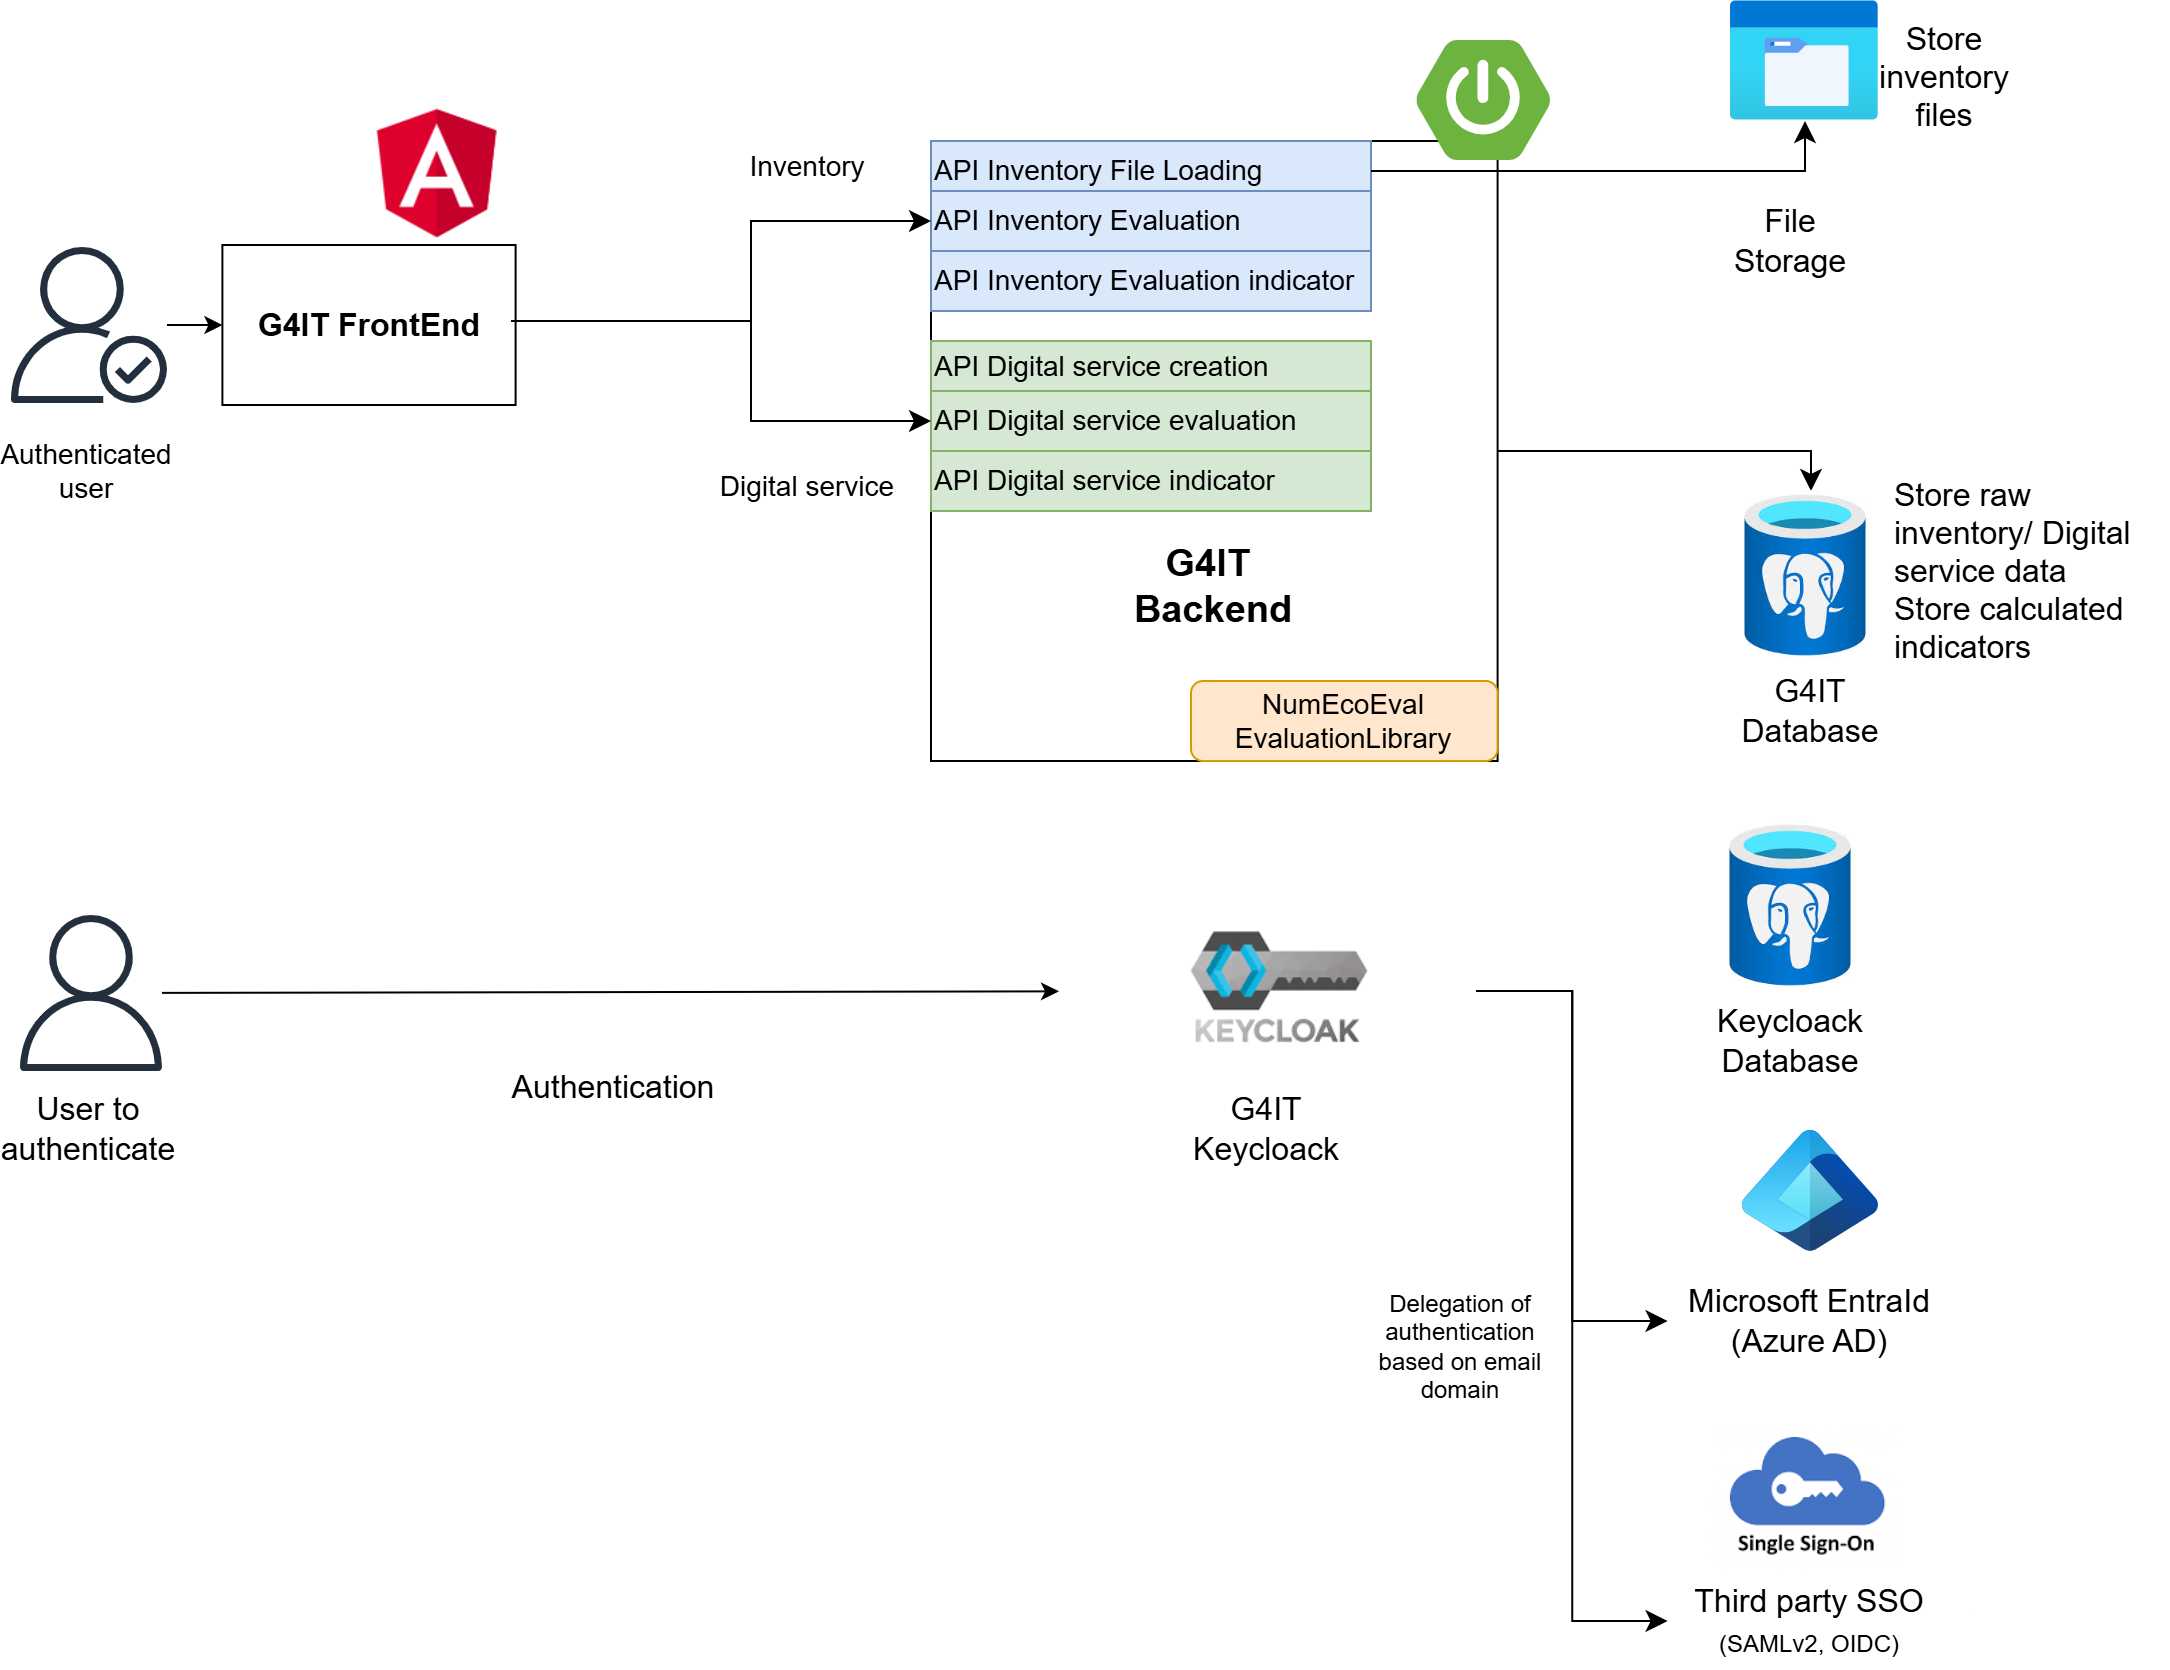 Store
inventory
files
Inventory
API Inventory File Loading
API Inventory Evaluation
API Inventory Evaluation indicator
File
Storage
G4IT FrontEnd
API Digital service creation
API Digital service evaluation
API Digital service indicator
Authenticated
user
Digital service
G4IT
Backend
Store raw
inventory/ Digital
service data
Store calculated
indicators
NumEcoEval
EvaluationLibrary
G4IT
Database
KEYCLOAK
Keycloack
Database
Authentication
User to
authenticate
G4IT
Keycloack
Delegation of
authentication
based on email
domain
Microsoft EntraId
(Azure AD)
Single Sign-On
Third party SSO
(SAMLv2, OIDC)